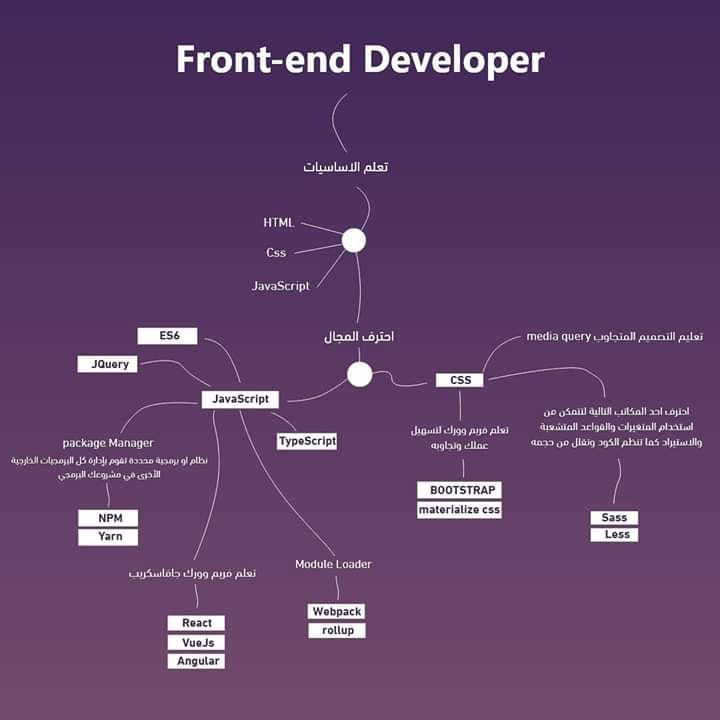 Front-end Developer
تعلم الاساسيات
HTML
Css
JavaScript
احترف المجال
ES6
JQuery
JavaScript
TypeScript
package Manager
نظام او برمجية محددة تقوم بإدارة كل البرمجيات الخارجية
الأخرى في مشروعك البرمجي
NPM
Yarn
تعلم فريم وورك جافاسكريب
React
VueJs
Angular
Module Loader
Webpack
rollup
CSS
تعليم التصميم المتجاوب media query
تعلم فريم وورك لتسهيل
عملك وتجاوبه
BOOTSTRAP
materialize css
احترف احد المكاتب التالية لتتمكن من
استخدام المتغيرات والقواعد المتشعبة
والاستيراد كما تنظم الكود وتقلل من حجمه
Sass
Less